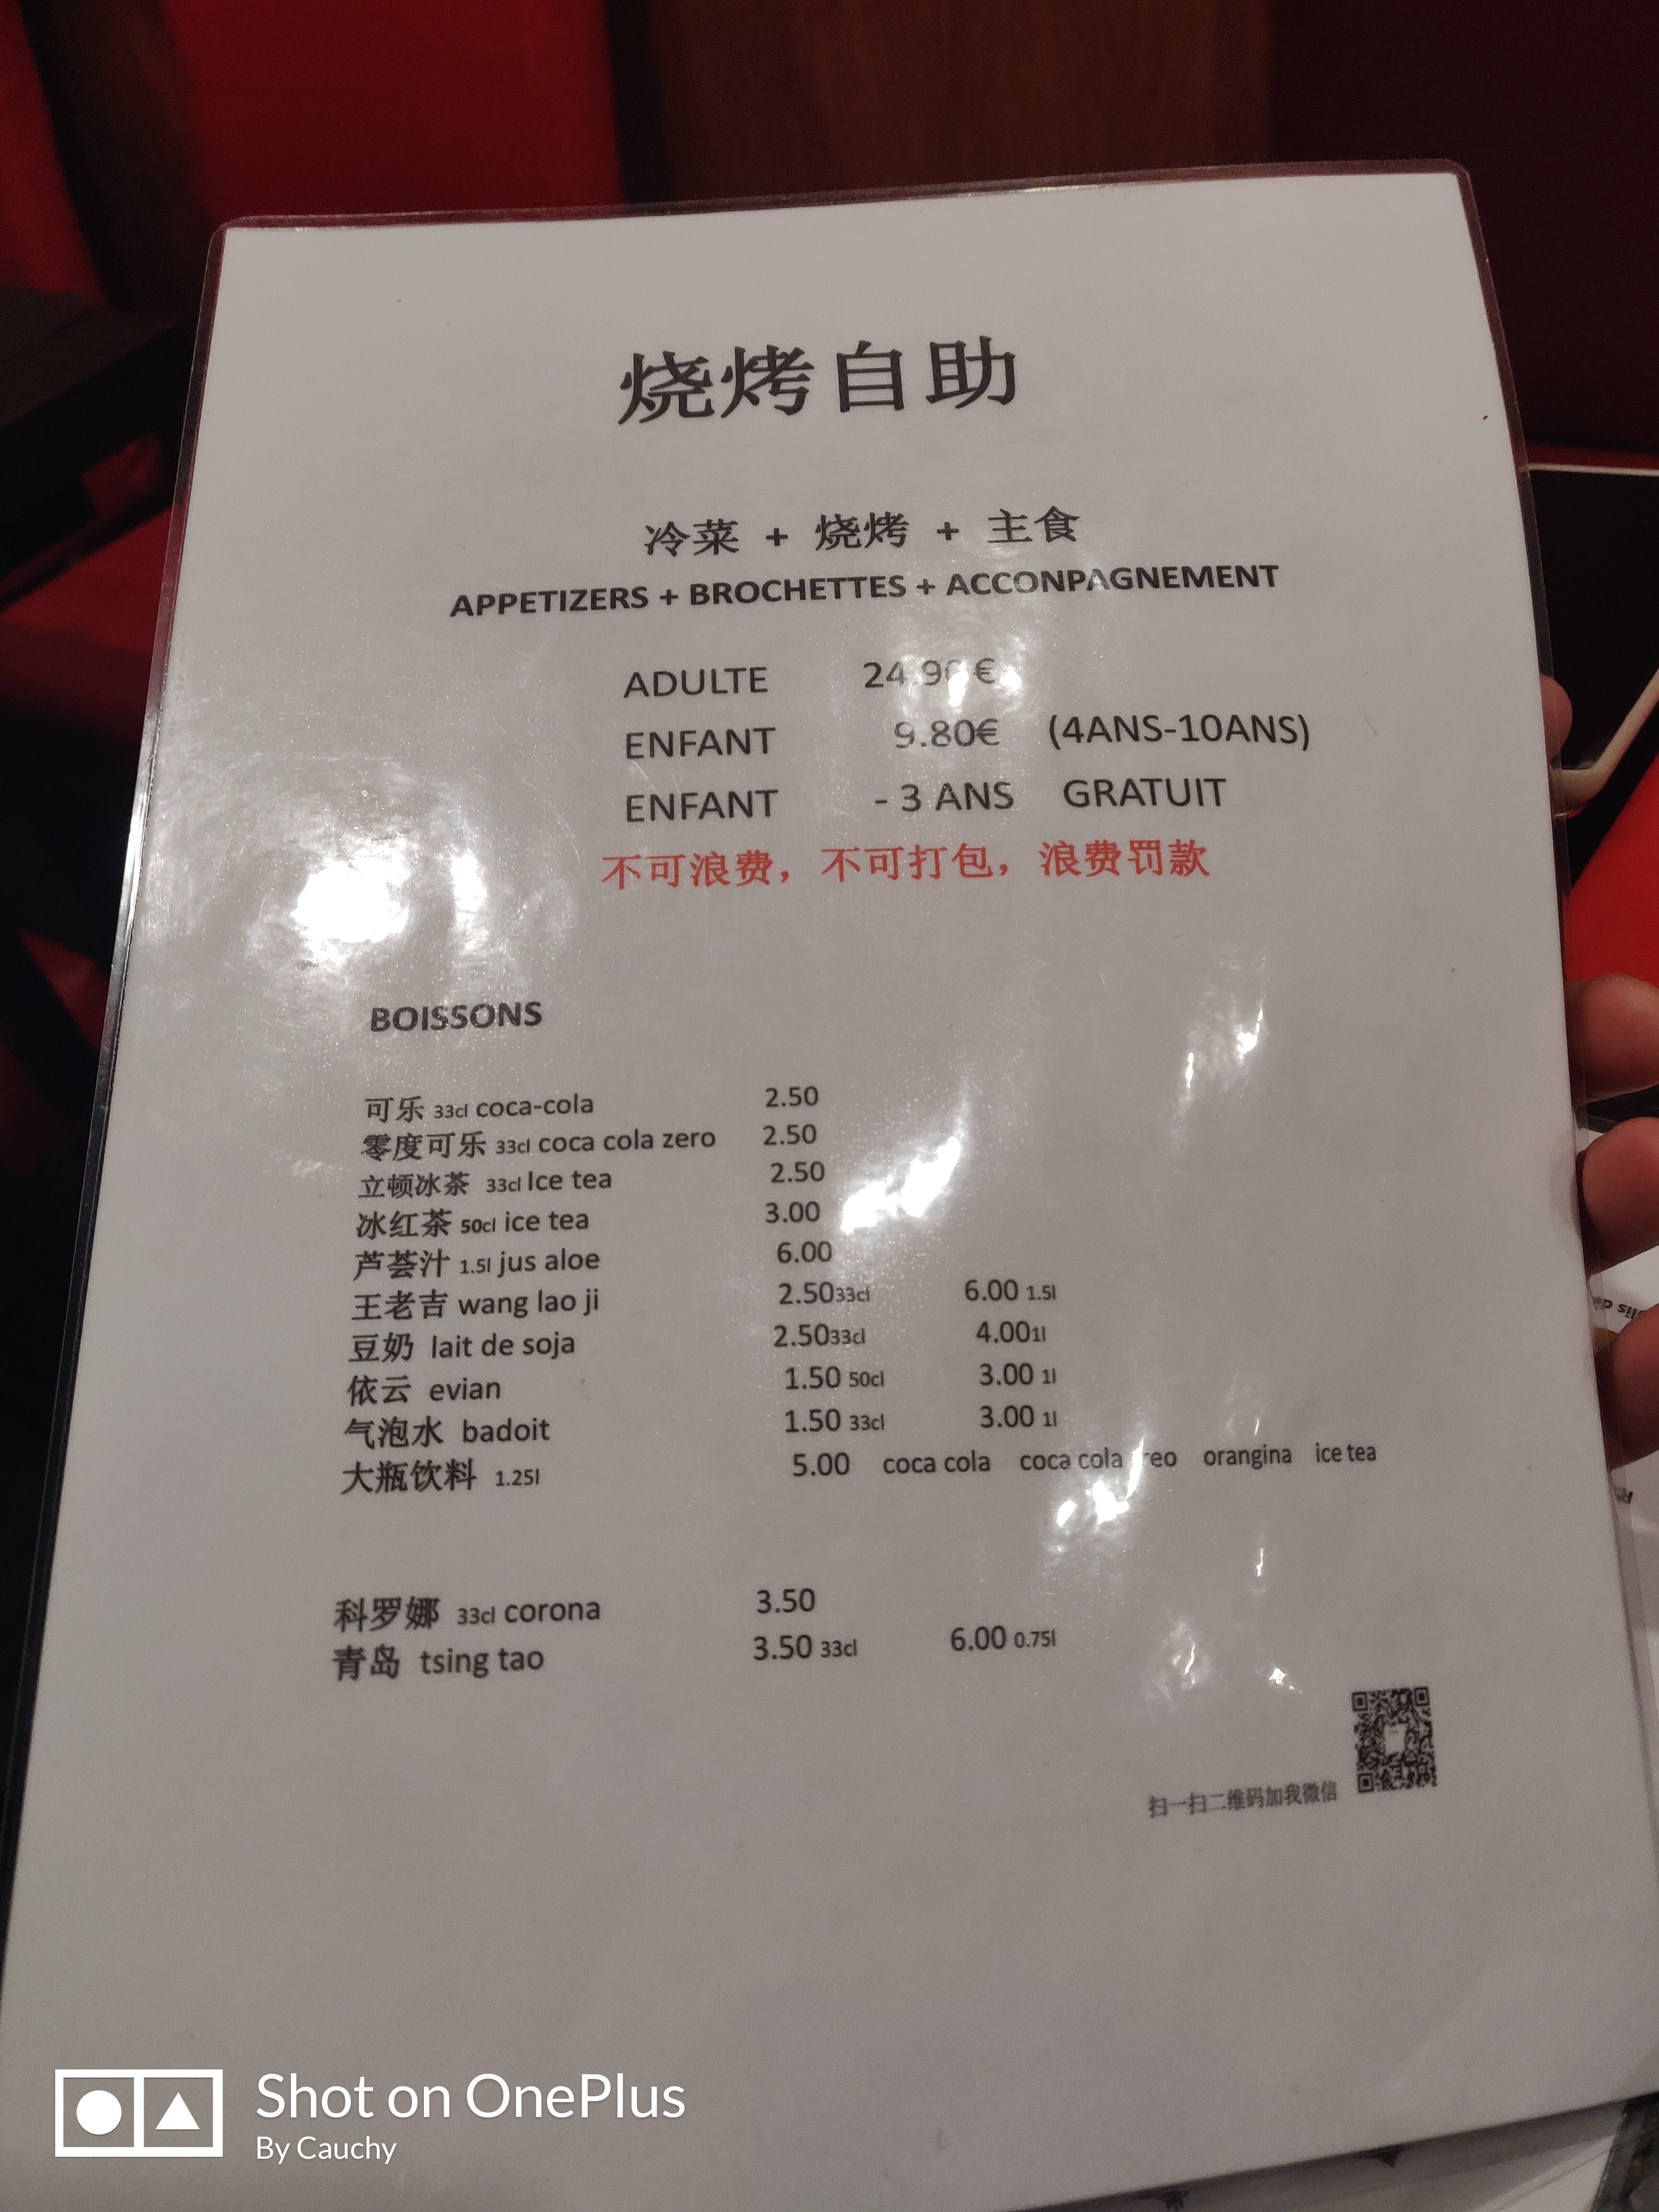 烧烤自助
冷菜 + 烧烤 + 主食
APPETIZERS + BROCHETTES + ACCONPAGNEMENT
ADULTE €
ENFANT 9.80€ (4ANS-10ANS)
ENFANT - 3 ANS GRATUIT
不可浪费，不可打包，浪费罚款
BOISSONS
可乐 33cl coca-cola 2.50
零度可乐 33cl coca cola zero 2.50
立顿冰茶 33cl Ice tea 2.50
冰红茶 50cl ice tea 3.00
芦荟汁 1.5l jus aloe 6.00
王老吉 wang lao ji 2.50 33cl 6.00 1.5l
豆奶 lait de soja 2.50 33cl 4.00 1l
依云 evian 1.50 50cl 3.00 1l
气泡水 badoit 1.50 33cl 3.00 1l
大瓶饮料 1.25l 5.00 coca cola coca cola orangina ice tea
科罗娜 33cl corona 3.50
青岛 tsing tao 3.50 33cl 6.00 0.75l
扫一扫二维码加我微信
Shot on OnePlus
By Cauchy